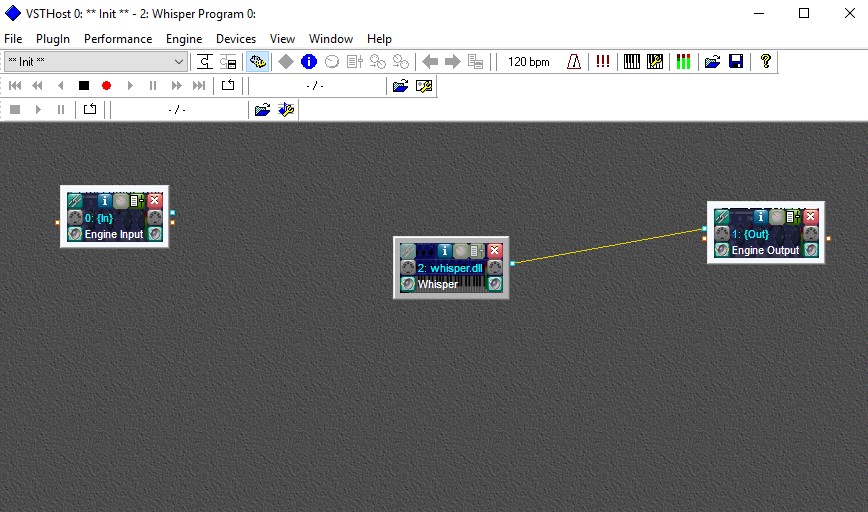 VSTHost 0: ** Init ** - 2: Whisper Program 0:
File PlugIn Performance Engine Devices View Window Help
** Init ** 120 bpm !!! ?
- / -
- / -
0: {In}
Engine Input
1: {Out}
Engine Output
2: whisper.dll
Whisper